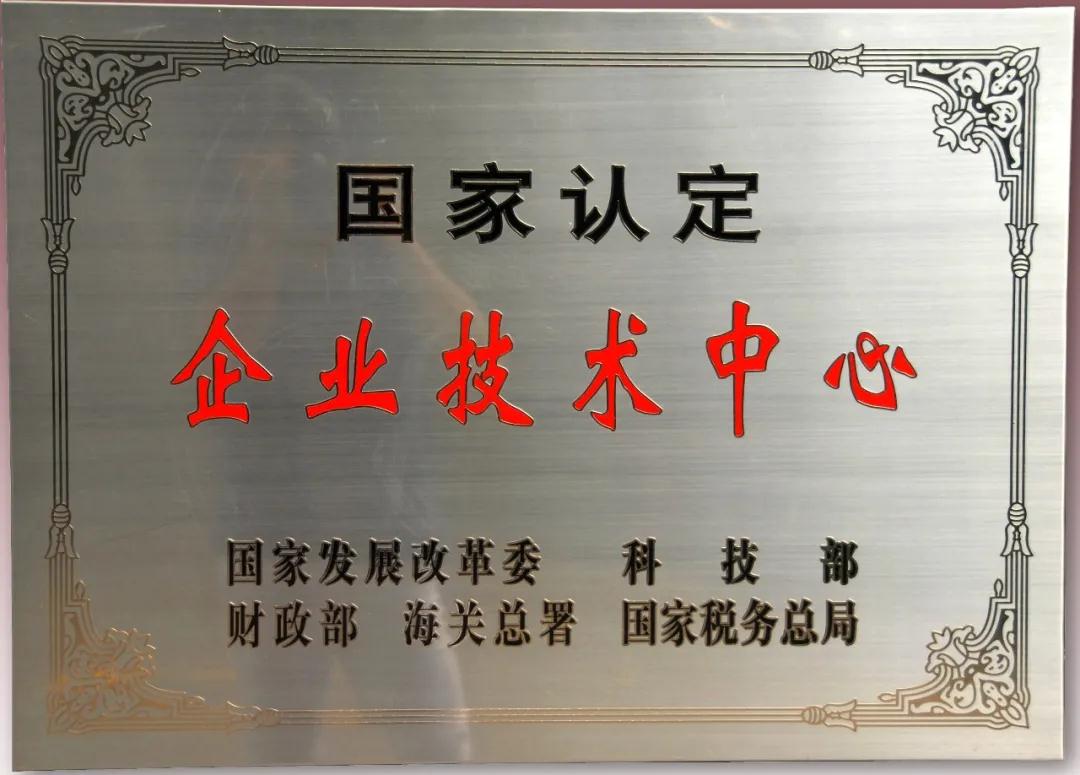 国家认定
企业技术中心
国家发展改革委 科技部
财政部 海关总署 国家税务总局